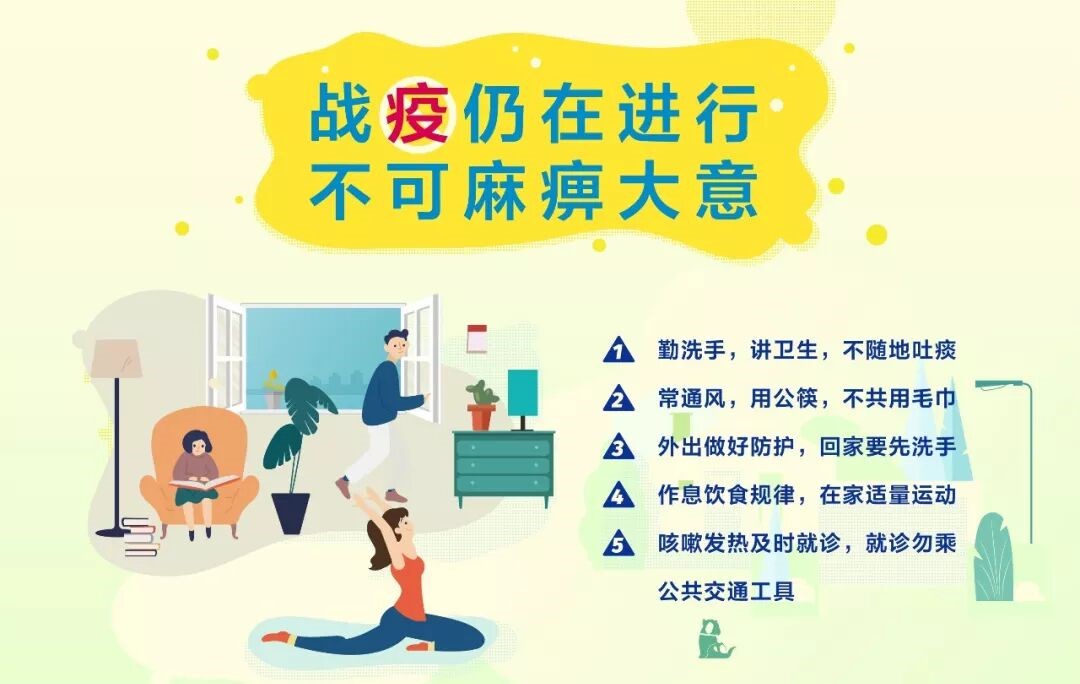 战疫仍在进行
不可麻痹大意
1 勤洗手，讲卫生，不随地吐痰
2 常通风，用公筷，不共用毛巾
3 外出做好防护，回家要先洗手
4 作息饮食规律，在家适量运动
5 咳嗽发热及时就诊，就诊勿乘
公共交通工具